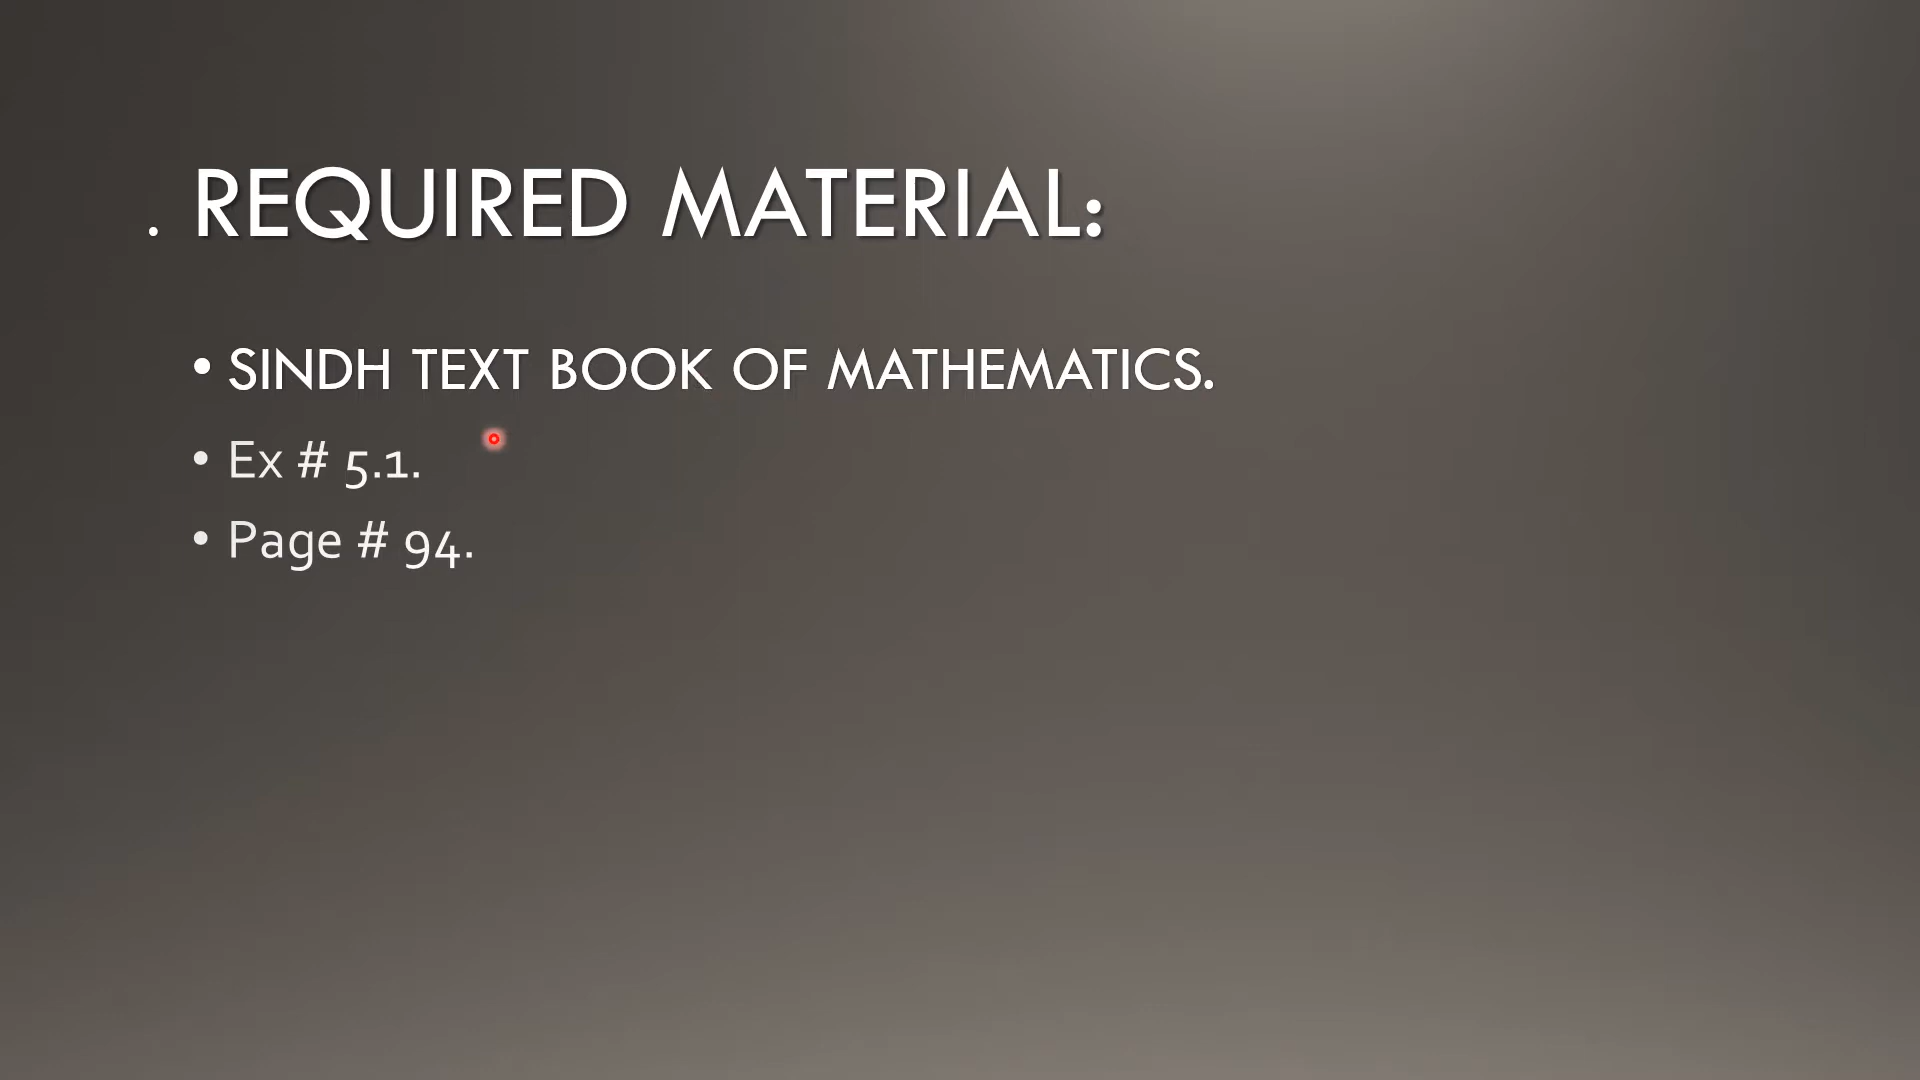 . REQUIRED MATERIAL:
• SINDH TEXT BOOK OF MATHEMATICS.
• Ex # 5.1.
• Page # 94.